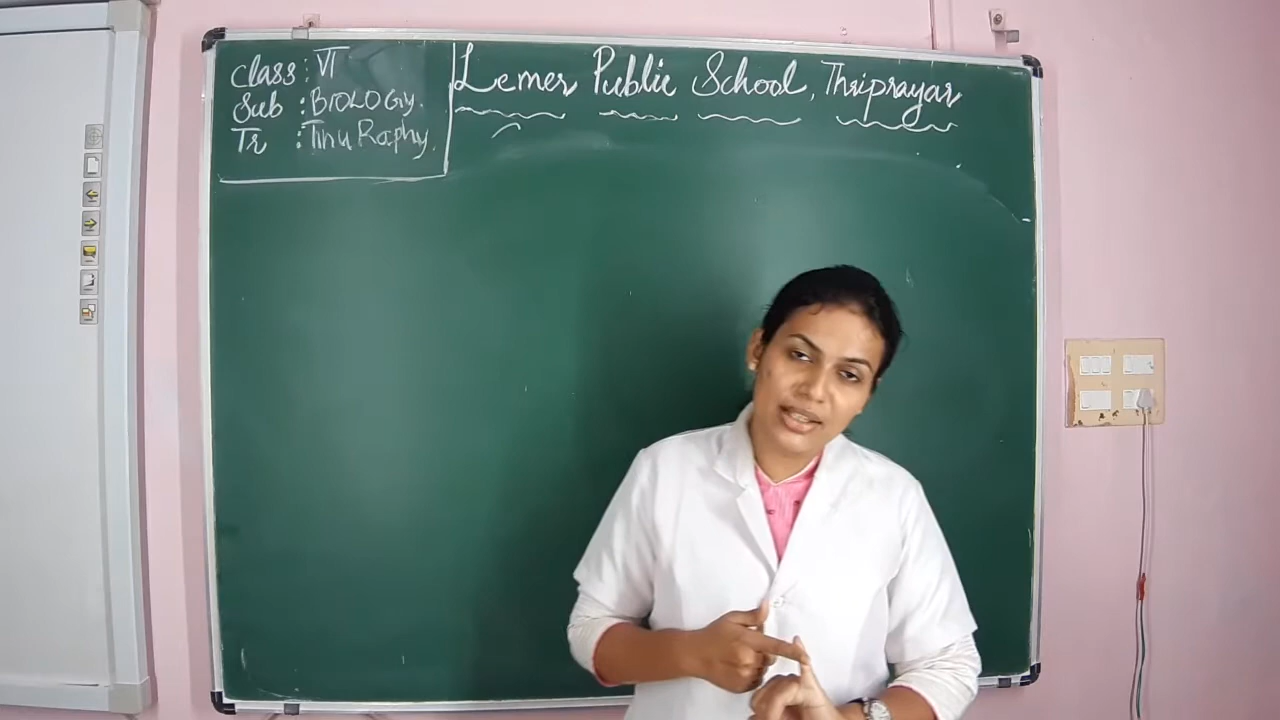 Class : VI
Sub : BIOLOGY.
Tr : Tinu Raphy.
Lemer Public School, Thriprayar